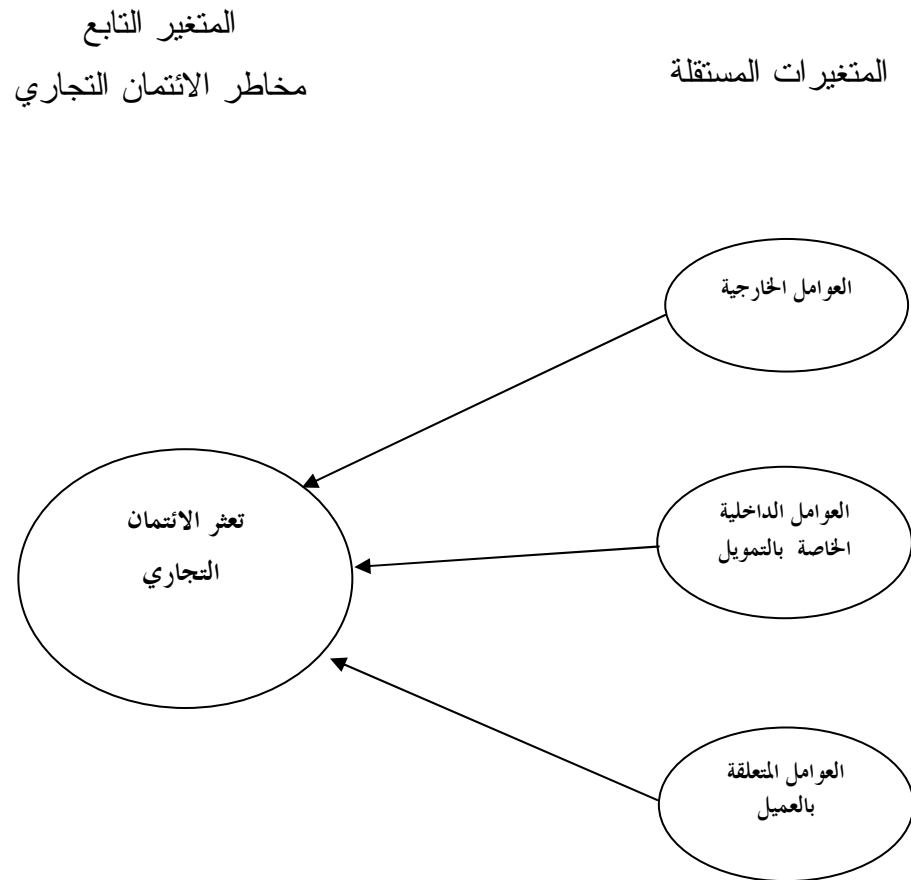 المتغيرات المستقلة
المتغير التابع
مخاطر الائتمان التجاري
العوامل الخارجية
العوامل الداخلية
الخاصة بالتمويل
العوامل المتعلقة
بالعميل
تعثر الائتمان
التجاري